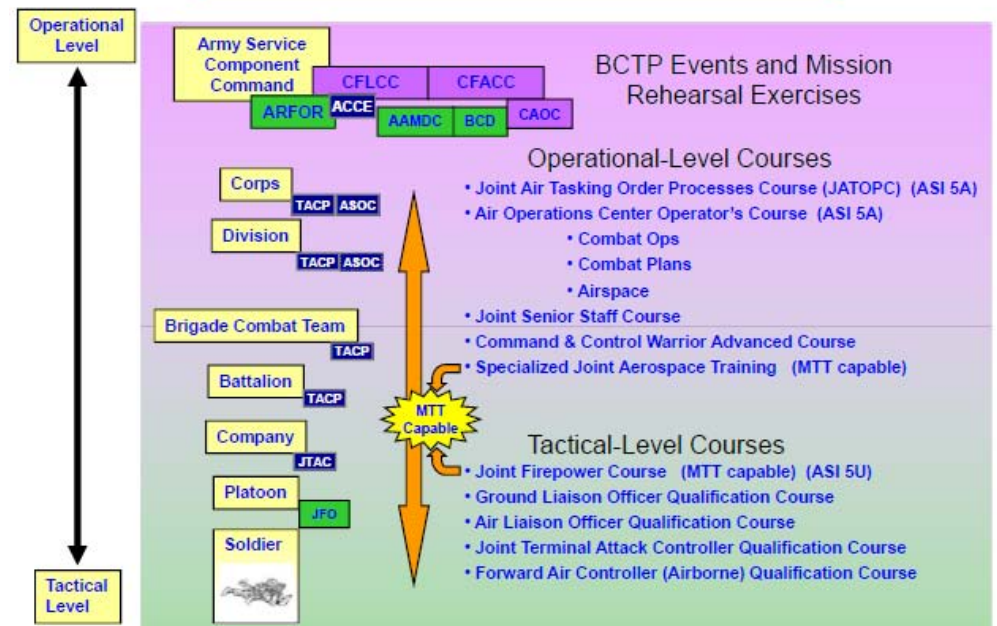 Operational
Level
Army Service
Component
Command
CFLCC
CFACC
ARFOR
ACCE
AAMDC
BCD
CAOC
BCTP Events and Mission
Rehearsal Exercises
Operational-Level Courses
• Joint Air Tasking Order Processes Course (JATOPC) (ASI 5A)
• Air Operations Center Operator's Course (ASI 5A)
• Combat Ops
• Combat Plans
• Airspace
• Joint Senior Staff Course
• Command & Control Warrior Advanced Course
• Specialized Joint Aerospace Training (MTT capable)
Corps
TACP
ASOC
Division
TACP
ASOC
Brigade Combat Team
TACP
Battalion
TACP
MTT
Capable
Company
JTAC
Platoon
JFO
Soldier
Tactical-Level Courses
• Joint Firepower Course (MTT capable) (ASI 5U)
• Ground Liaison Officer Qualification Course
• Air Liaison Officer Qualification Course
• Joint Terminal Attack Controller Qualification Course
• Forward Air Controller (Airborne) Qualification Course
Tactical
Level